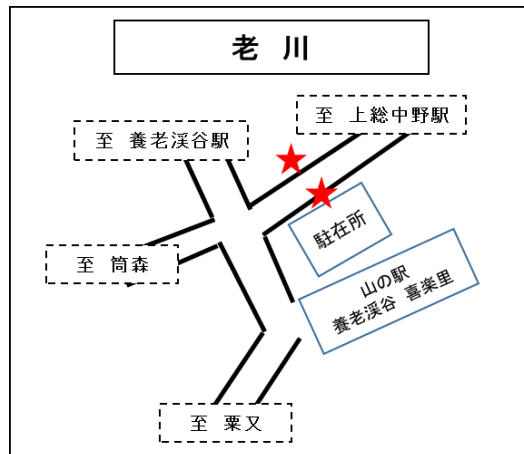 老 川
至 上総中野駅
至 養老渓谷駅
駐在所
至 筒森
山の駅
養老渓谷 喜楽里
至 粟又